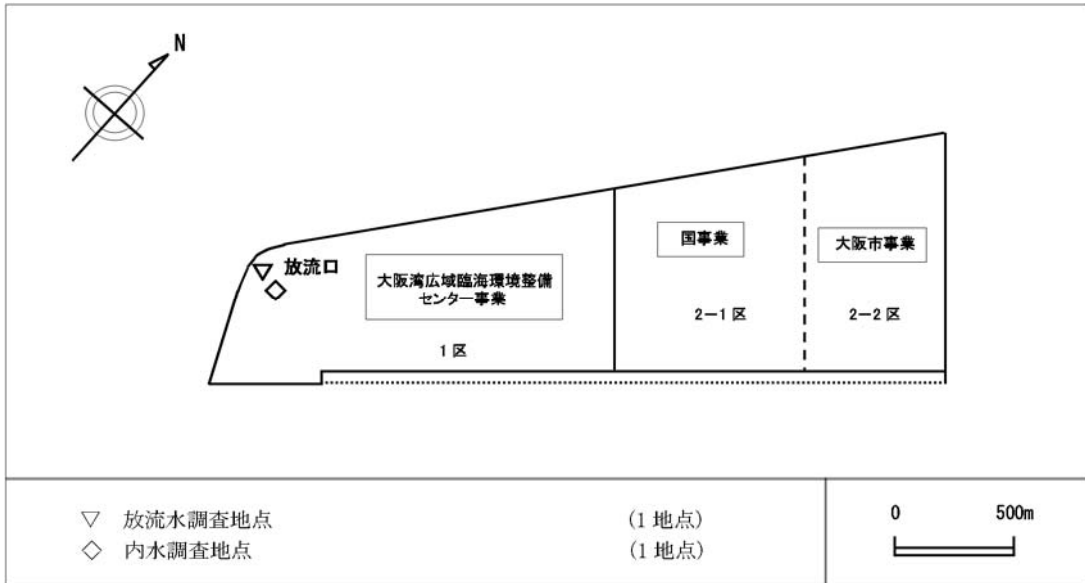 N
放流口
大阪湾広域臨海環境整備
センター事業
1区
国事業
2－1区
大阪市事業
2－2区
▽ 放流水調査地点 (1地点)
◇ 内水調査地点 (1地点)
0 500m